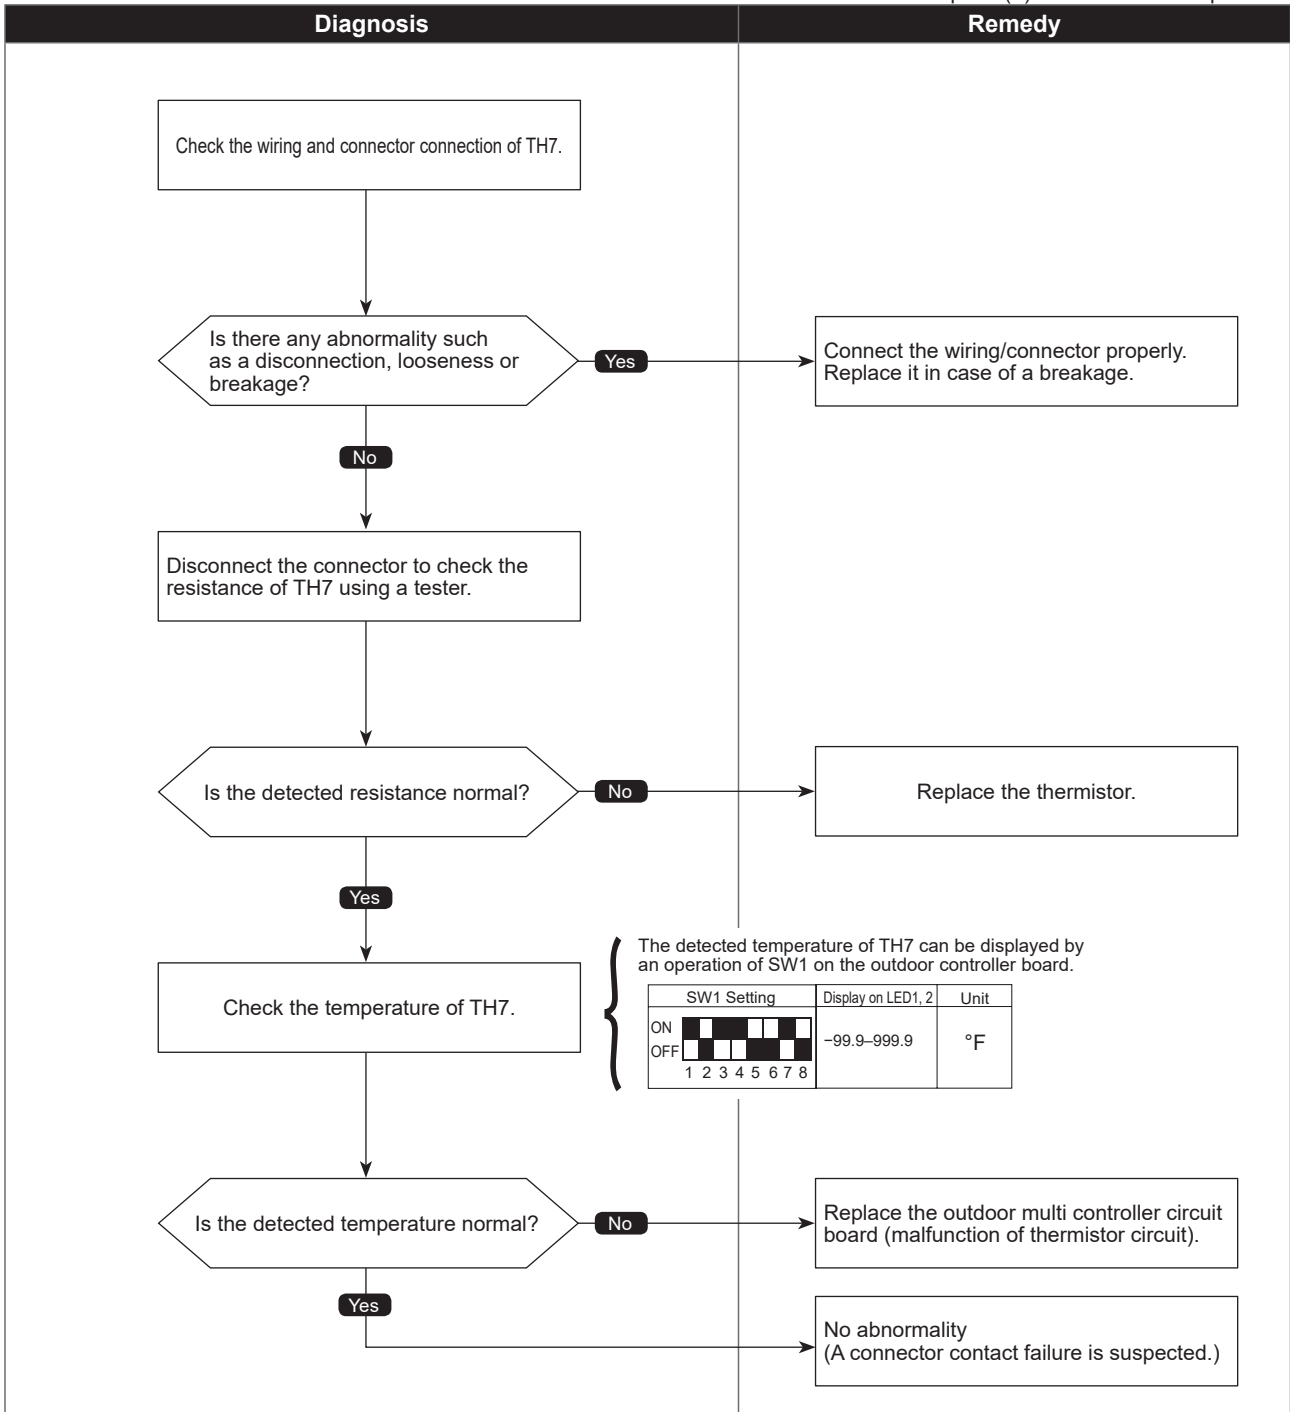 Diagnosis
Remedy
Check the wiring and connector connection of TH7.
Is there any abnormality such
as a disconnection, looseness or
breakage?
Yes
Connect the wiring/connector properly.
Replace it in case of a breakage.
No
Disconnect the connector to check the
resistance of TH7 using a tester.
Is the detected resistance normal?
No
Replace the thermistor.
Yes
Check the temperature of TH7.
The detected temperature of TH7 can be displayed by
an operation of SW1 on the outdoor controller board.
SW1 Setting
Display on LED1, 2
Unit
ON
OFF
1 2 3 4 5 6 7 8
−99.9–999.9
°F
Is the detected temperature normal?
No
Replace the outdoor multi controller circuit
board (malfunction of thermistor circuit).
Yes
No abnormality
(A connector contact failure is suspected.)